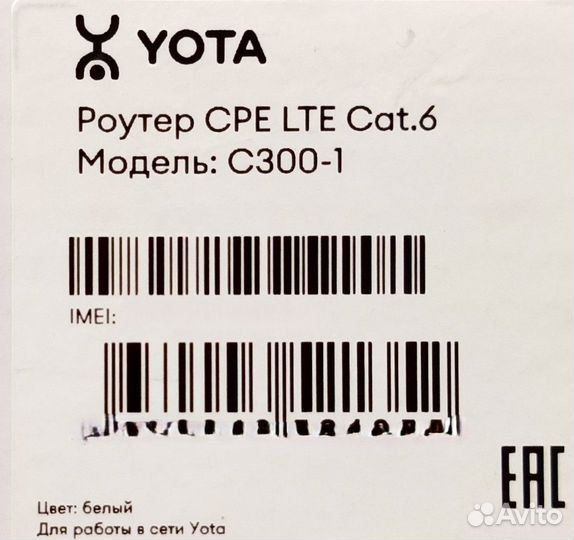 YOTA
Роутер CPE LTE Cat.6
Модель: C300-1
IMEI:
EAC
Цвет: белый
Для работы в сети Yota
Avito